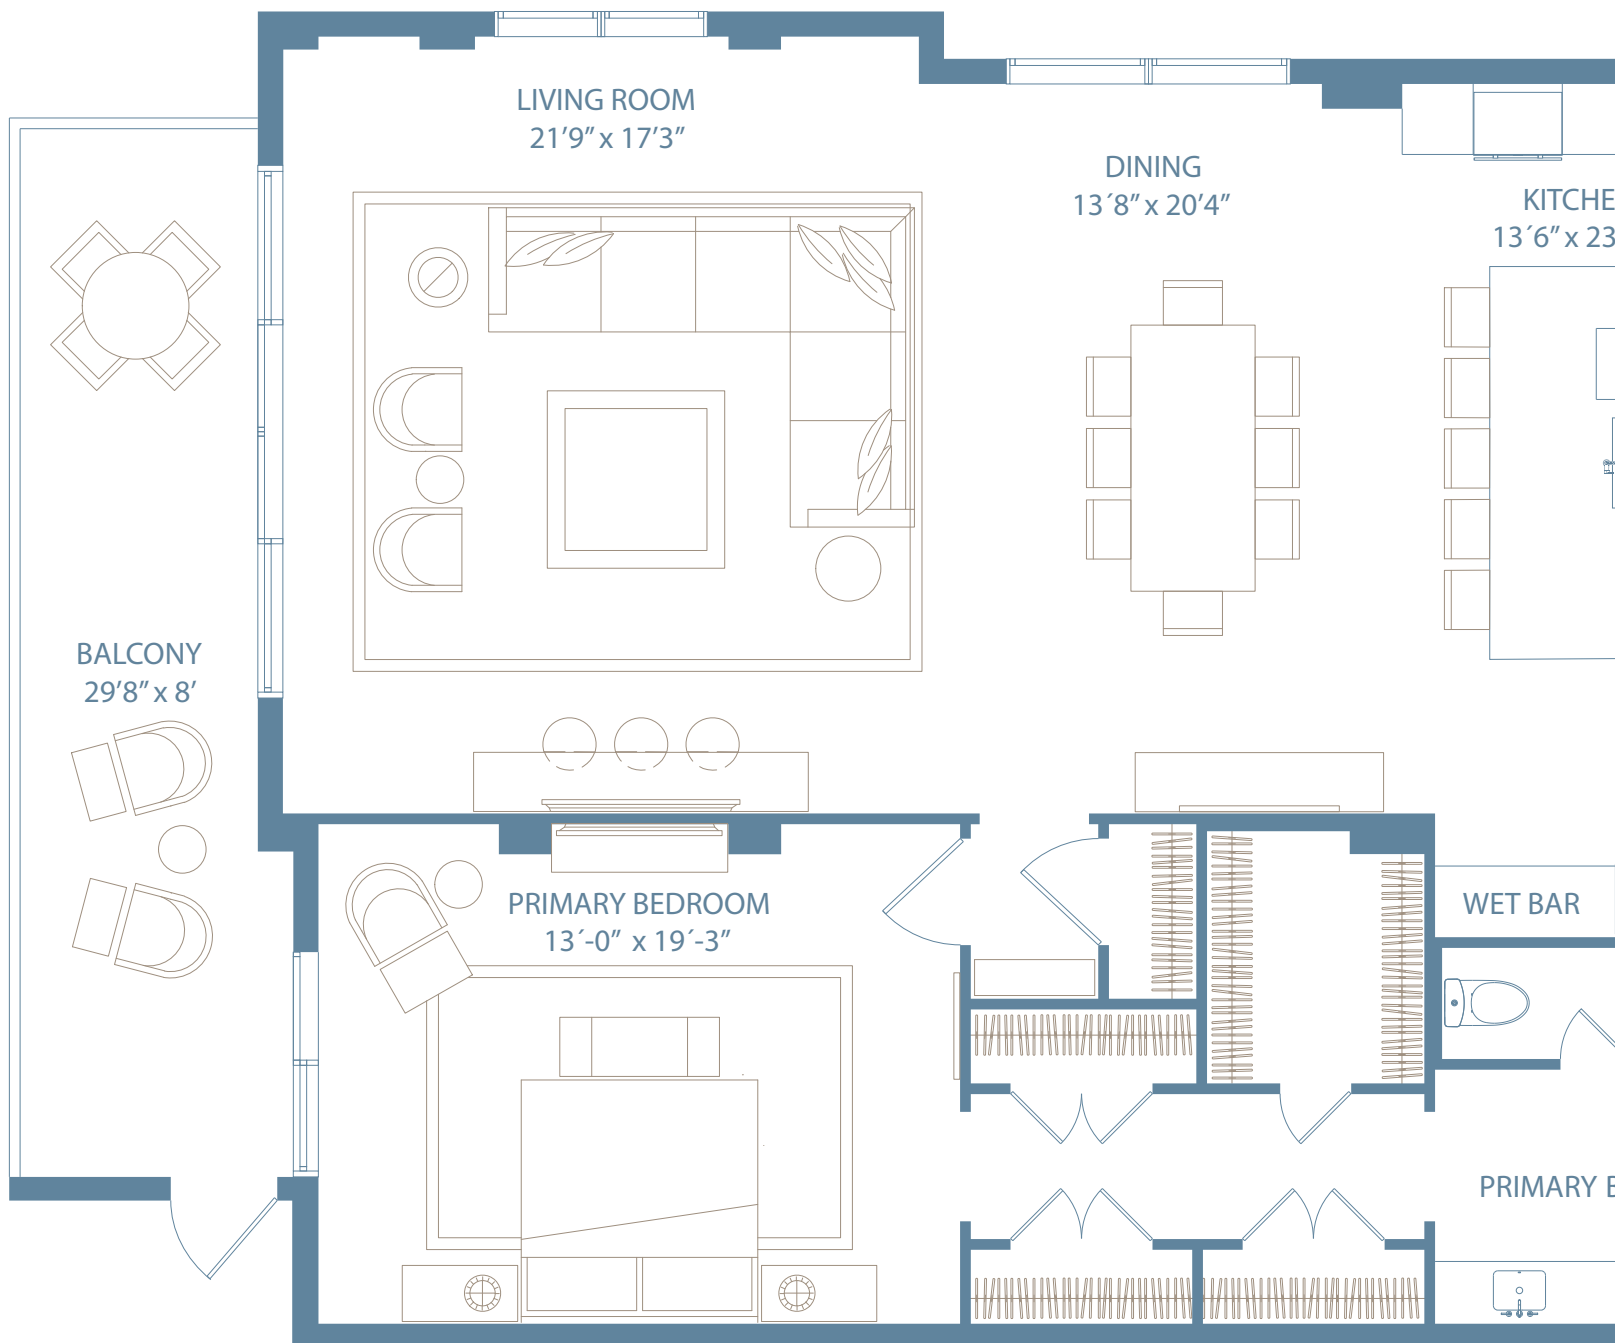 LIVING ROOM
21’9” x 17’3”
DINING
13´8” x 20’4”
KITCHE
13´6” x 23
BALCONY
29’8” x 8’
PRIMARY BEDROOM
13´-0” x 19´-3”
WET BAR
PRIMARY B